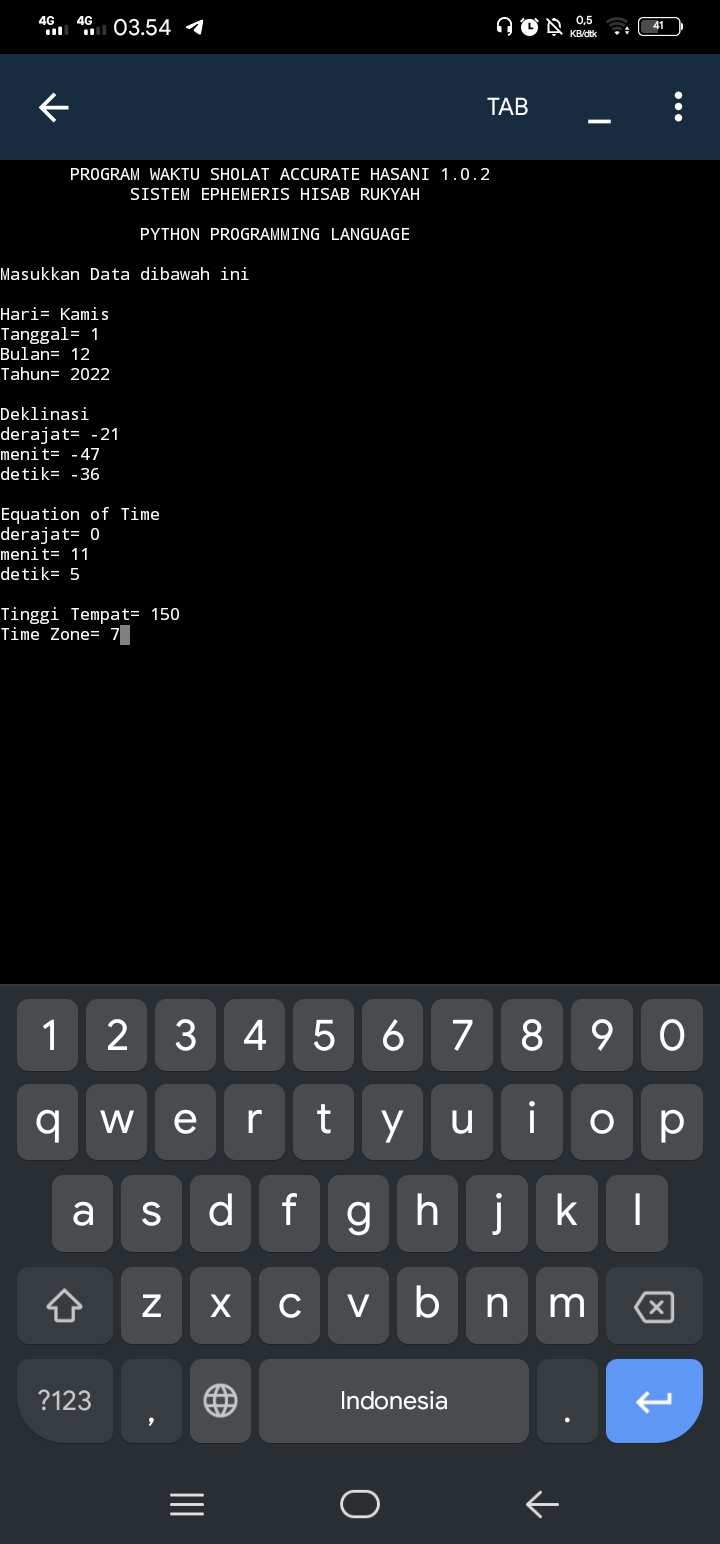 4G 4G 03.54 0,5 KB/dtk 41
TAB _
PROGRAM WAKTU SHOLAT ACCURATE HASANI 1.0.2
SISTEM EPHEMERIS HISAB RUKYAH
PYTHON PROGRAMMING LANGUAGE
Masukkan Data dibawah ini
Hari= Kamis
Tanggal= 1
Bulan= 12
Tahun= 2022
Deklinasi
derajat= -21
menit= -47
detik= -36
Equation of Time
derajat= 0
menit= 11
detik= 5
Tinggi Tempat= 150
Time Zone= 7
1 2 3 4 5 6 7 8 9 0
q w e r t y u i o p
a s d f g h j k l
z x c v b n m
?123 , Indonesia .